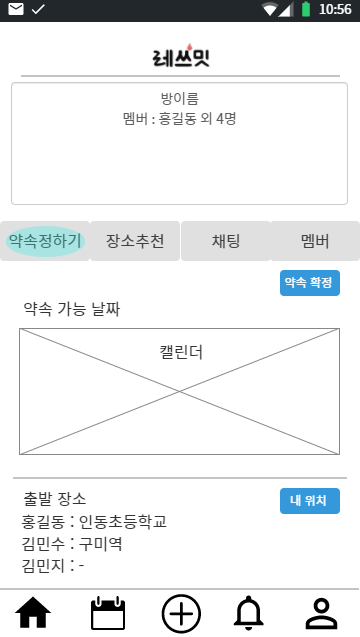 10:56
레쓰밋
방이름
멤버 : 홍길동 외 4명
약속정하기 장소추천 채팅 멤버
약속 확정
약속 가능 날짜
캘린더
출발 장소
내 위치
홍길동 : 인동초등학교
김민수 : 구미역
김민지 : -